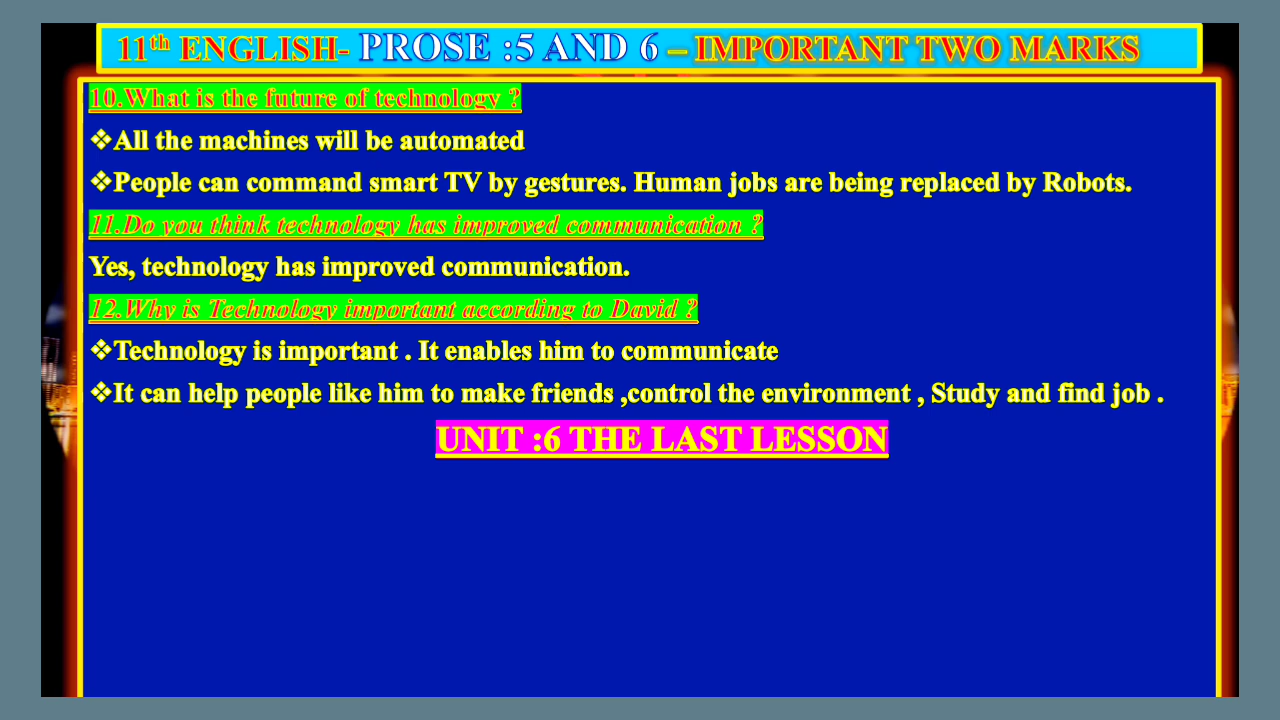 11th ENGLISH- PROSE :5 AND 6 – IMPORTANT TWO MARKS
10.What is the future of technology ?
❖All the machines will be automated
❖People can command smart TV by gestures. Human jobs are being replaced by Robots.
11.Do you think technology has improved communication ?
Yes, technology has improved communication.
12.Why is Technology important according to David ?
❖Technology is important . It enables him to communicate
❖It can help people like him to make friends ,control the environment , Study and find job .
UNIT :6 THE LAST LESSON